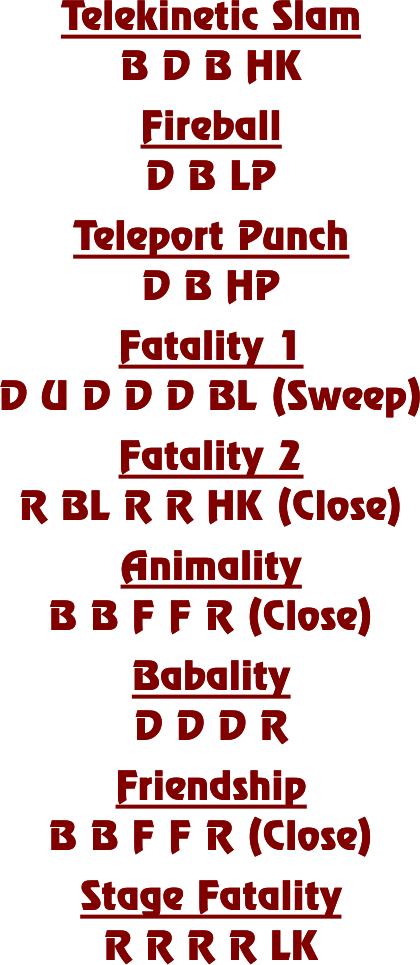 Telekinetic Slam
B D B HK
Fireball
D B LP
Teleport Punch
D B HP
Fatality 1
D U D D D BL (Sweep)
Fatality 2
R BL R R HK (Close)
Animality
B B F F R (Close)
Babality
D D D R
Friendship
B B F F R (Close)
Stage Fatality
R R R R LK